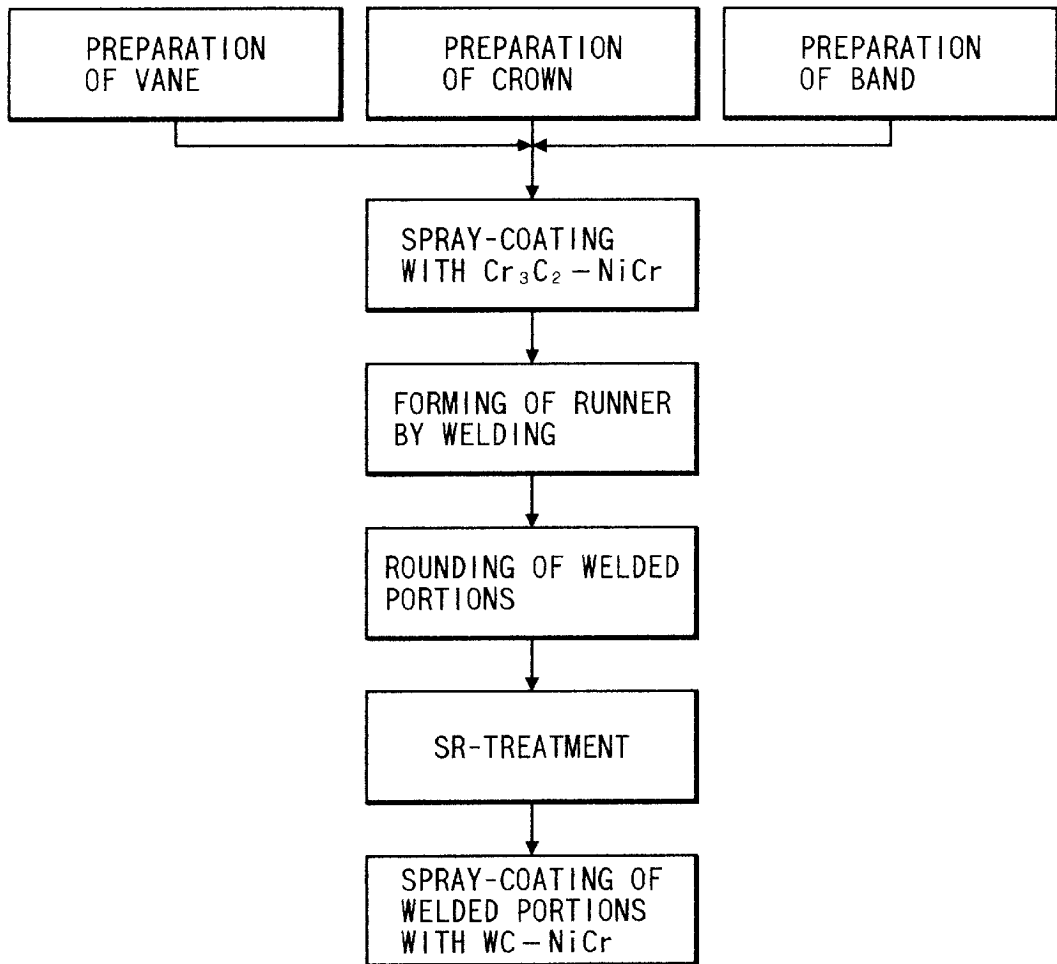 PREPARATION
OF VANE
PREPARATION
OF CROWN
PREPARATION
OF BAND
SPRAY-COATING
WITH Cr₃C₂-NiCr
FORMING OF RUNNER
BY WELDING
ROUNDING OF WELDED
PORTIONS
SR-TREATMENT
SPRAY-COATING OF
WELDED PORTIONS
WITH WC-NiCr